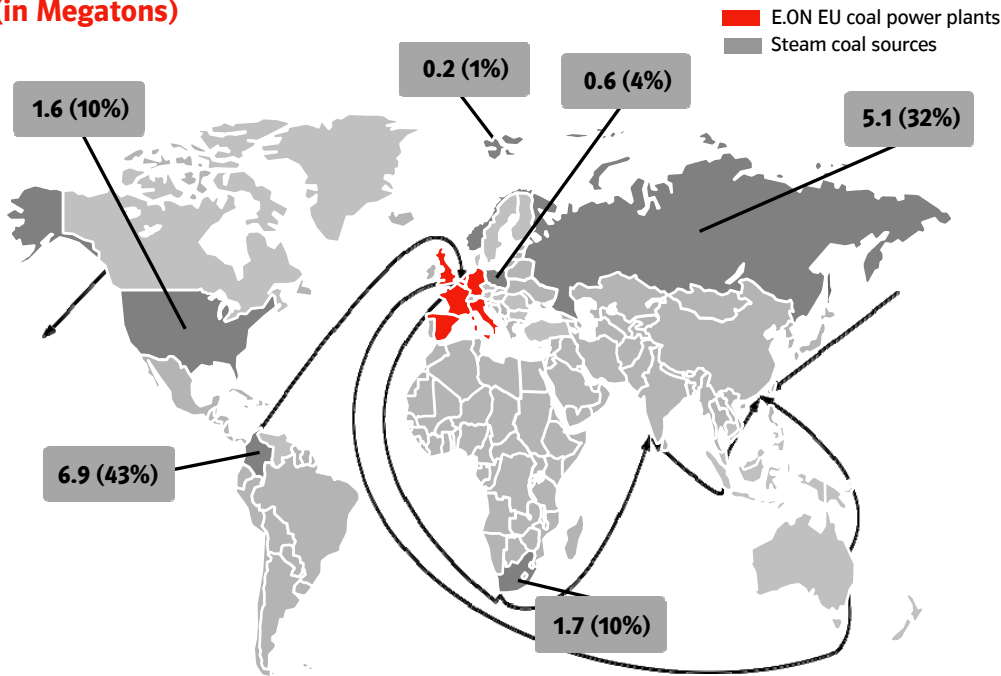 (in Megatons)
E.ON EU coal power plants
Steam coal sources
0.2 (1%)
0.6 (4%)
1.6 (10%)
5.1 (32%)
6.9 (43%)
1.7 (10%)